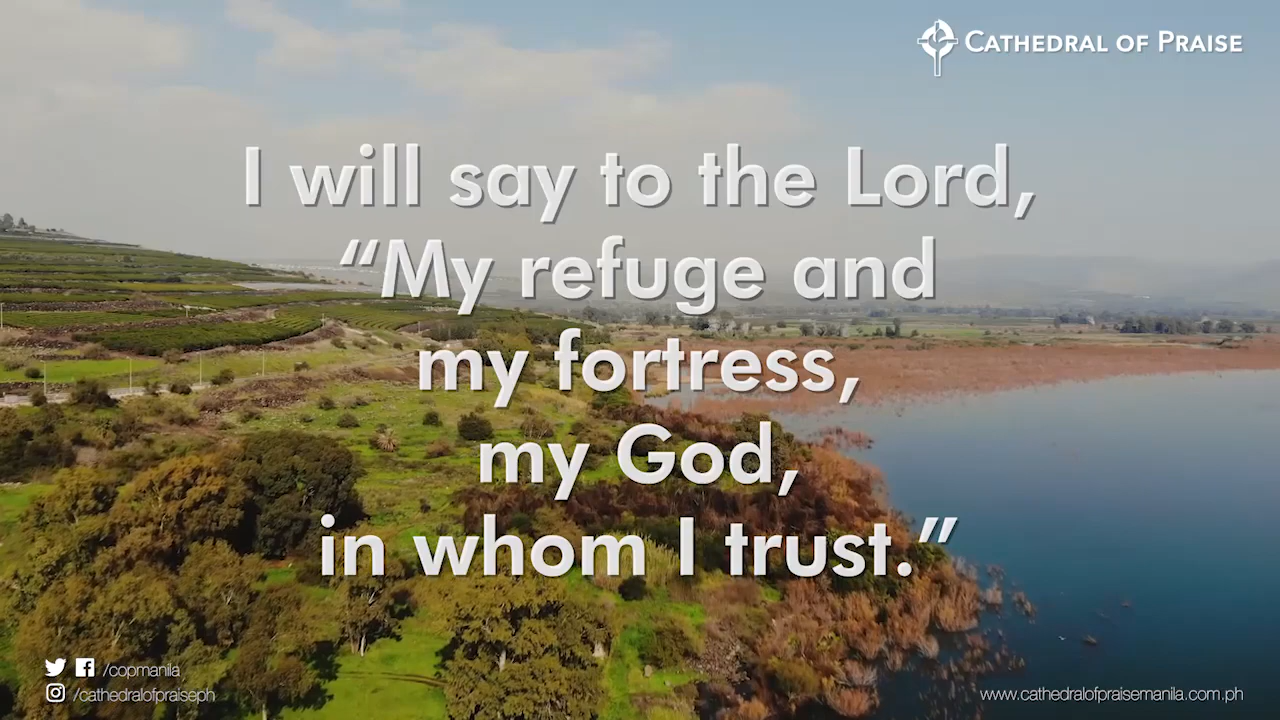 CATHEDRAL OF PRAISE
I will say to the Lord,
“My refuge and
my fortress,
my God,
in whom I trust.”
/copmanila
/cathedralofpraiseph
www.cathedralofpraisemanila.com.ph